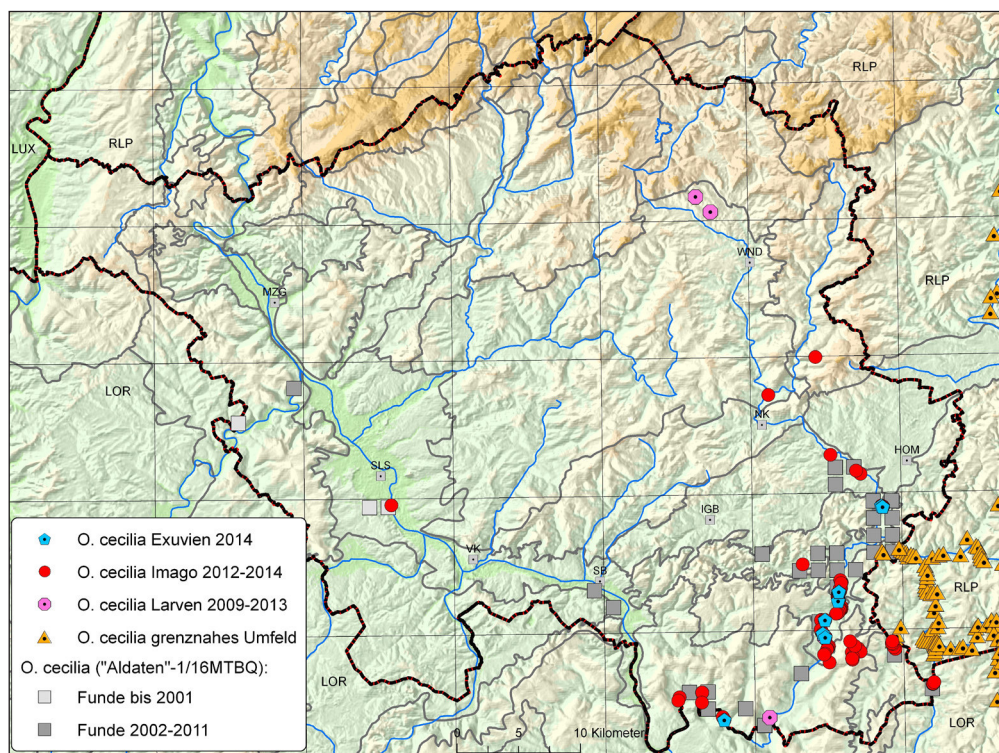 RLP
RLP
LUX
WND
MZG
RLP
LOR
NK
HOM
SLS
IGB
VK
SB
RLP
LOR
LOR
O. cecilia Exuvien 2014
O. cecilia Imago 2012-2014
O. cecilia Larven 2009-2013
O. cecilia grenznahes Umfeld
O. cecilia ("Aldaten"-1/16MTBQ):
Funde bis 2001
Funde 2002-2011
0 5 10 Kilometer